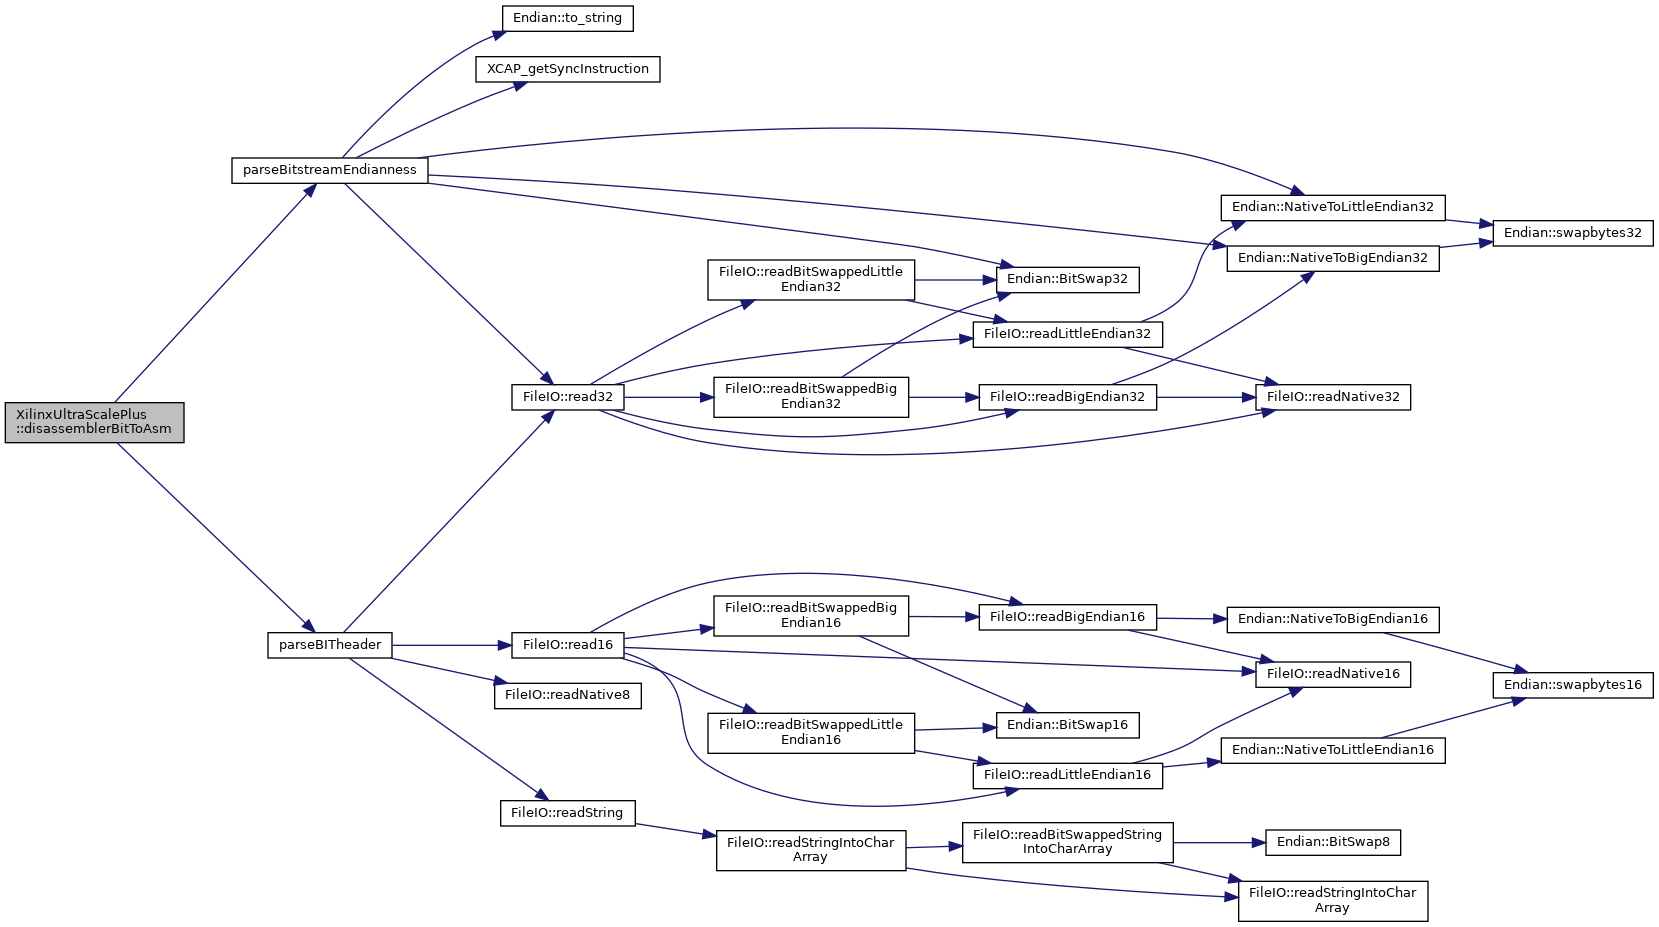 Endian::to_string
XCAP_getSyncInstruction
parseBitstreamEndianness
Endian::NativeToLittleEndian32
Endian::swapbytes32
Endian::NativeToBigEndian32
FileIO::readBitSwappedLittle
Endian32
Endian::BitSwap32
FileIO::readLittleEndian32
FileIO::read32
FileIO::readBitSwappedBig
Endian32
FileIO::readBigEndian32
FileIO::readNative32
XilinxUltraScalePlus
::disassemblerBitToAsm
FileIO::readBitSwappedBig
Endian16
FileIO::readBigEndian16
Endian::NativeToBigEndian16
parseBITheader
FileIO::read16
FileIO::readNative16
Endian::swapbytes16
FileIO::readNative8
FileIO::readBitSwappedLittle
Endian16
Endian::BitSwap16
Endian::NativeToLittleEndian16
FileIO::readLittleEndian16
FileIO::readString
FileIO::readStringIntoChar
Array
FileIO::readBitSwappedString
IntoCharArray
Endian::BitSwap8
FileIO::readStringIntoChar
Array